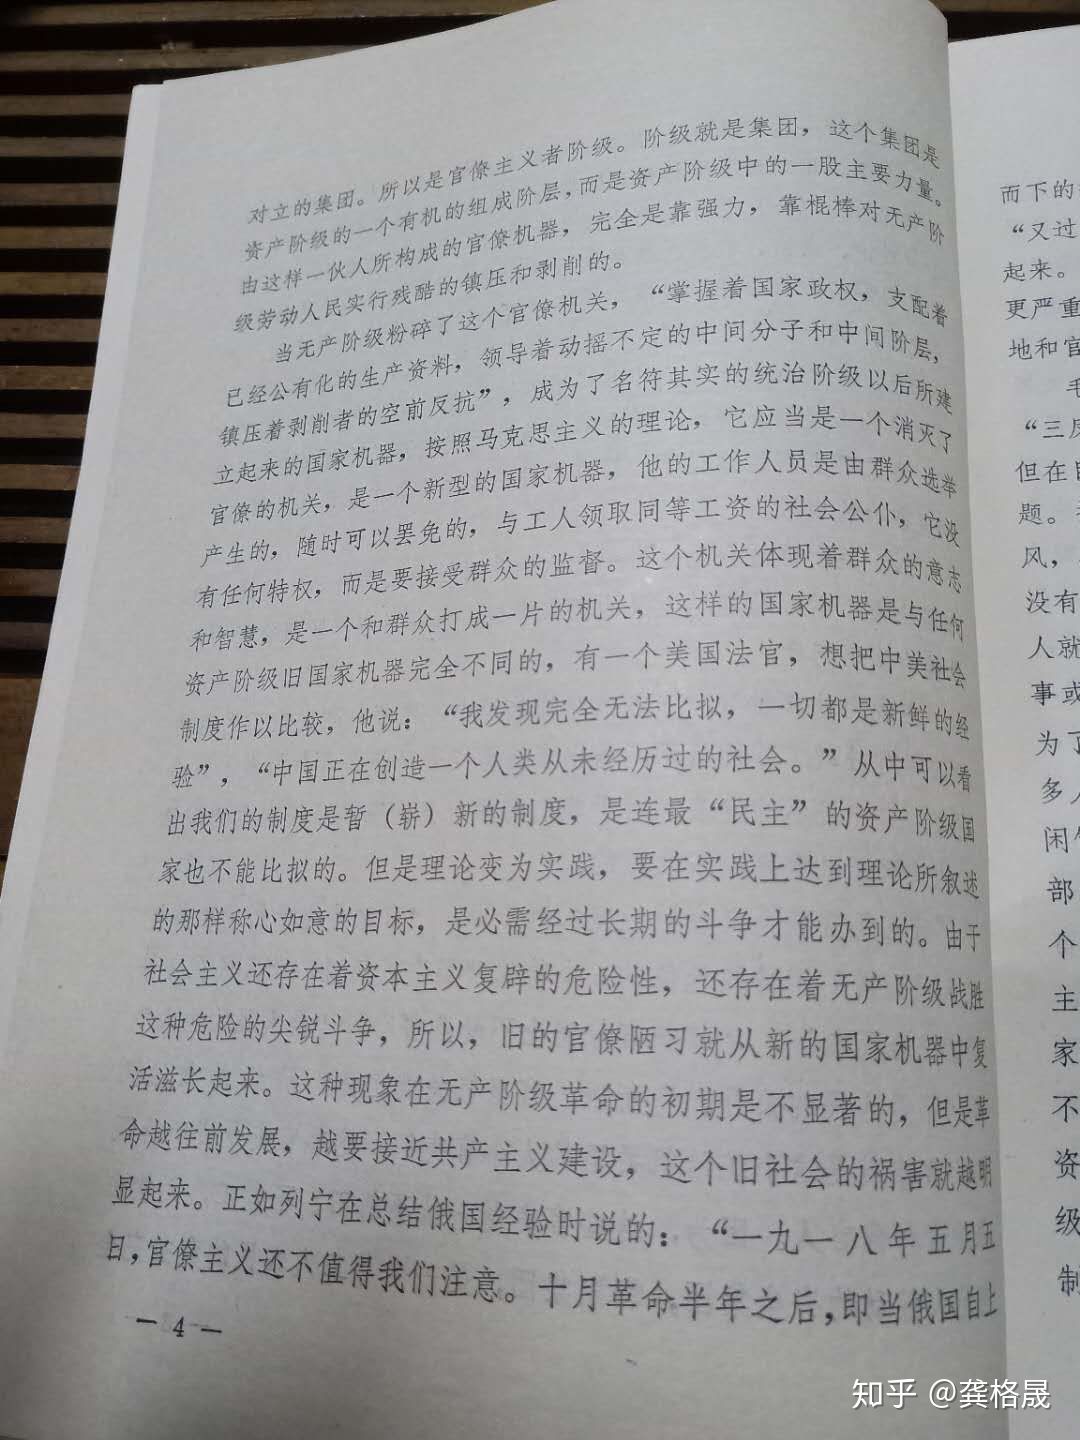 对立的集团。所以是官僚主义者阶级。阶级就是集团，这个集团是
资产阶级的一个有机的组成阶层，而是资产阶级中的一股主要力量。
由这样一伙人所构成的官僚机器，完全是靠强力，靠棍棒对无产阶
级劳动人民实行残酷的镇压和剥削的。
当无产阶级粉碎了这个官僚机关，“掌握着国家政权，支配着
已经公有化的生产资料，领导着动摇不定的中间分子和中间阶层，
镇压着剥削者的空前反抗”，成为了名符其实的统治阶级以后所建
立起来的国家机器，按照马克思主义的理论，它应当是一个消灭了
官僚的机关，是一个新型的国家机器，他的工作人员是由群众选举
产生的，随时可以罢免的，与工人领取同等工资的社会公仆，它没
有任何特权，而是要接受群众的监督。这个机关体现着群众的意志
和智慧，是一个和群众打成一片的机关，这样的国家机器是与任何
资产阶级旧国家机器完全不同的，有一个美国法官，想把中美社会
制度作以比较，他说：“我发现完全无法比拟，一切都是新鲜的经
验”，“中国正在创造一个人类从未经历过的社会。”从中可以看
出我们的制度是暂（崭）新的制度，是连最“民主”的资产阶级国
家也不能比拟的。但是理论变为实践，要在实践上达到理论所叙述
的那样称心如意的目标，是必需经过长期的斗争才能办到的。由于
社会主义还存在着资本主义复辟的危险性，还存在着无产阶级战胜
这种危险的尖锐斗争，所以，旧的官僚陋习就从新的国家机器中复
活滋长起来。这种现象在无产阶级革命的初期是不显著的，但是革
命越往前发展，越要接近共产主义建设，这个旧社会的祸害就越明
显起来。正如列宁在总结俄国经验时说的：“一九一八年五月五
日，官僚主义还不值得我们注意。十月革命半年之后，即当俄国自上
— 4 —
而下的
“又过
起来。
更严重
地和官
“三反
但在
题。
风，
没有
人就
事或
为了
多
闲
部
个
主
家
不
资
级
制
知乎 @龚格晟